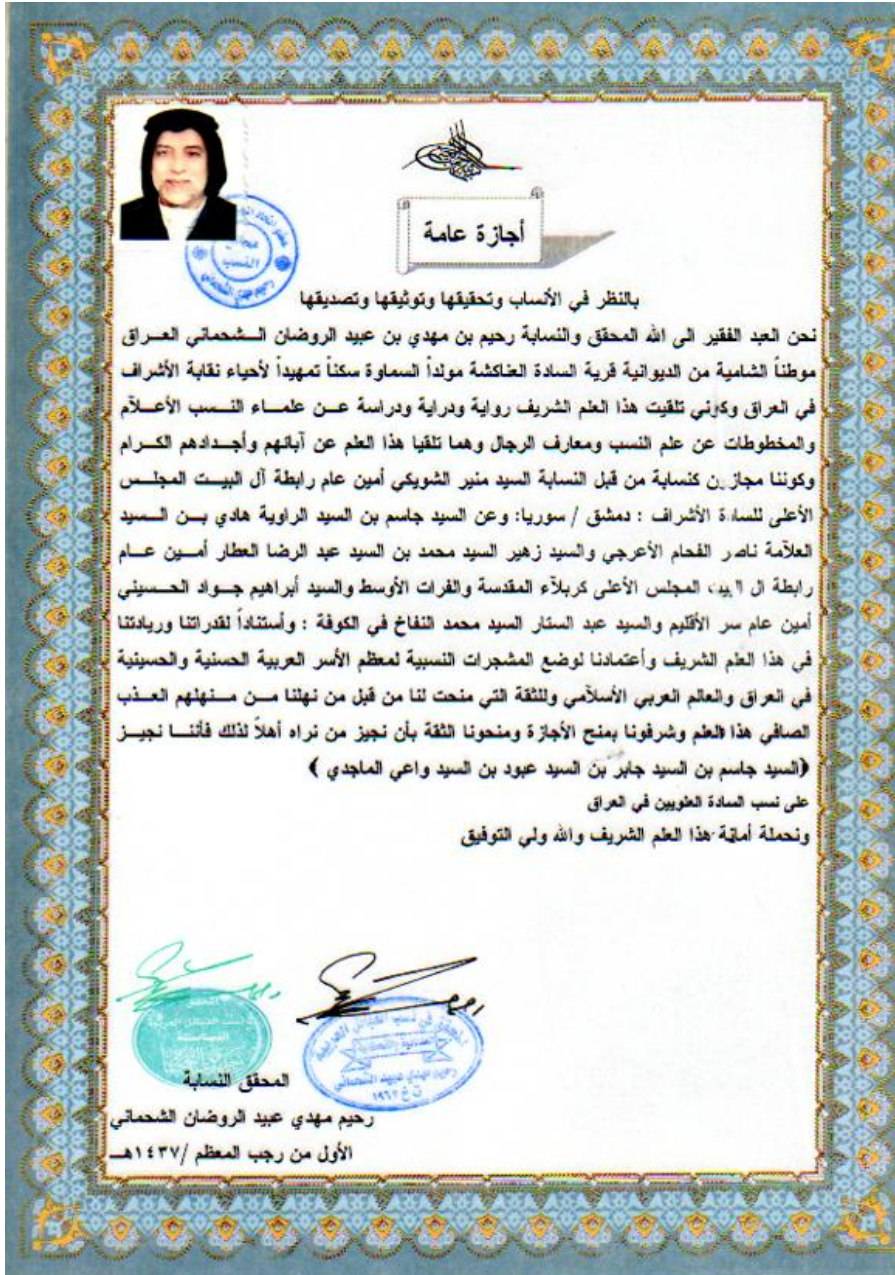 أجازة عامة
بالنظر في الأنساب وتحقيقها وتوثيقها وتصديقها
نحن العبد الفقير الى الله المحقق والنسابة رحيم بن مهدي بن عبيد الروضان الشحماني العراق
موطناً الشامية من الديوانية قرية السادة العناكشة مولداً السماوة سكناً تمهيداً لأحياء نقابة الأشراف
في العراق وكوني تلقيت هذا العلم الشريف رواية ودراية ودراسة عن علماء النسب الأعلآم
والمخطوطات عن علم النسب ومعارف الرجال وهما تلقيا هذا العلم عن آبائهم وأجدادهم الكرام
وكوننا مجازين كنسابة من قبل النسابة السيد منير الشويكي أمين عام رابطة آل البيت المجلس
الأعلى للسادة الأشراف : دمشق / سوريا: وعن السيد جاسم بن السيد الراوية هادي بن السيد
العلآمة ناصر الفحام الأعرجي والسيد زهير السيد محمد بن السيد عبد الرضا العطار أمين عام
رابطة ال البيت المجلس الأعلى كربلآء المقدسة والفرات الأوسط والسيد أبراهيم جواد الحسيني
أمين عام سر الأقليم والسيد عبد الستار السيد محمد النفاخ في الكوفة : وأستناداً لقدراتنا وريادتنا
في هذا العلم الشريف وأعتمادنا لوضع المشجرات النسبية لمعظم الأسر العربية الحسنية والحسينية
في العراق والعالم العربي الأسلآمي وللثقة التي منحت لنا من قبل من نهلنا من منهلهم العذب
الصافي هذا العلم وشرفونا بمنح الأجازة ومنحونا الثقة بأن نجيز من نراه أهلاً لذلك فأننا نجيز
(السيد جاسم بن السيد جابر بن السيد عبود بن السيد واعي الماجدي )
على نسب السادة العلويين في العراق
ونحملة أمانة هذا العلم الشريف والله ولي التوفيق
المحقق النسابة
رحيم مهدي عبيد الروضان الشحماني
الأول من رجب المعظم /١٤٣٧هـ